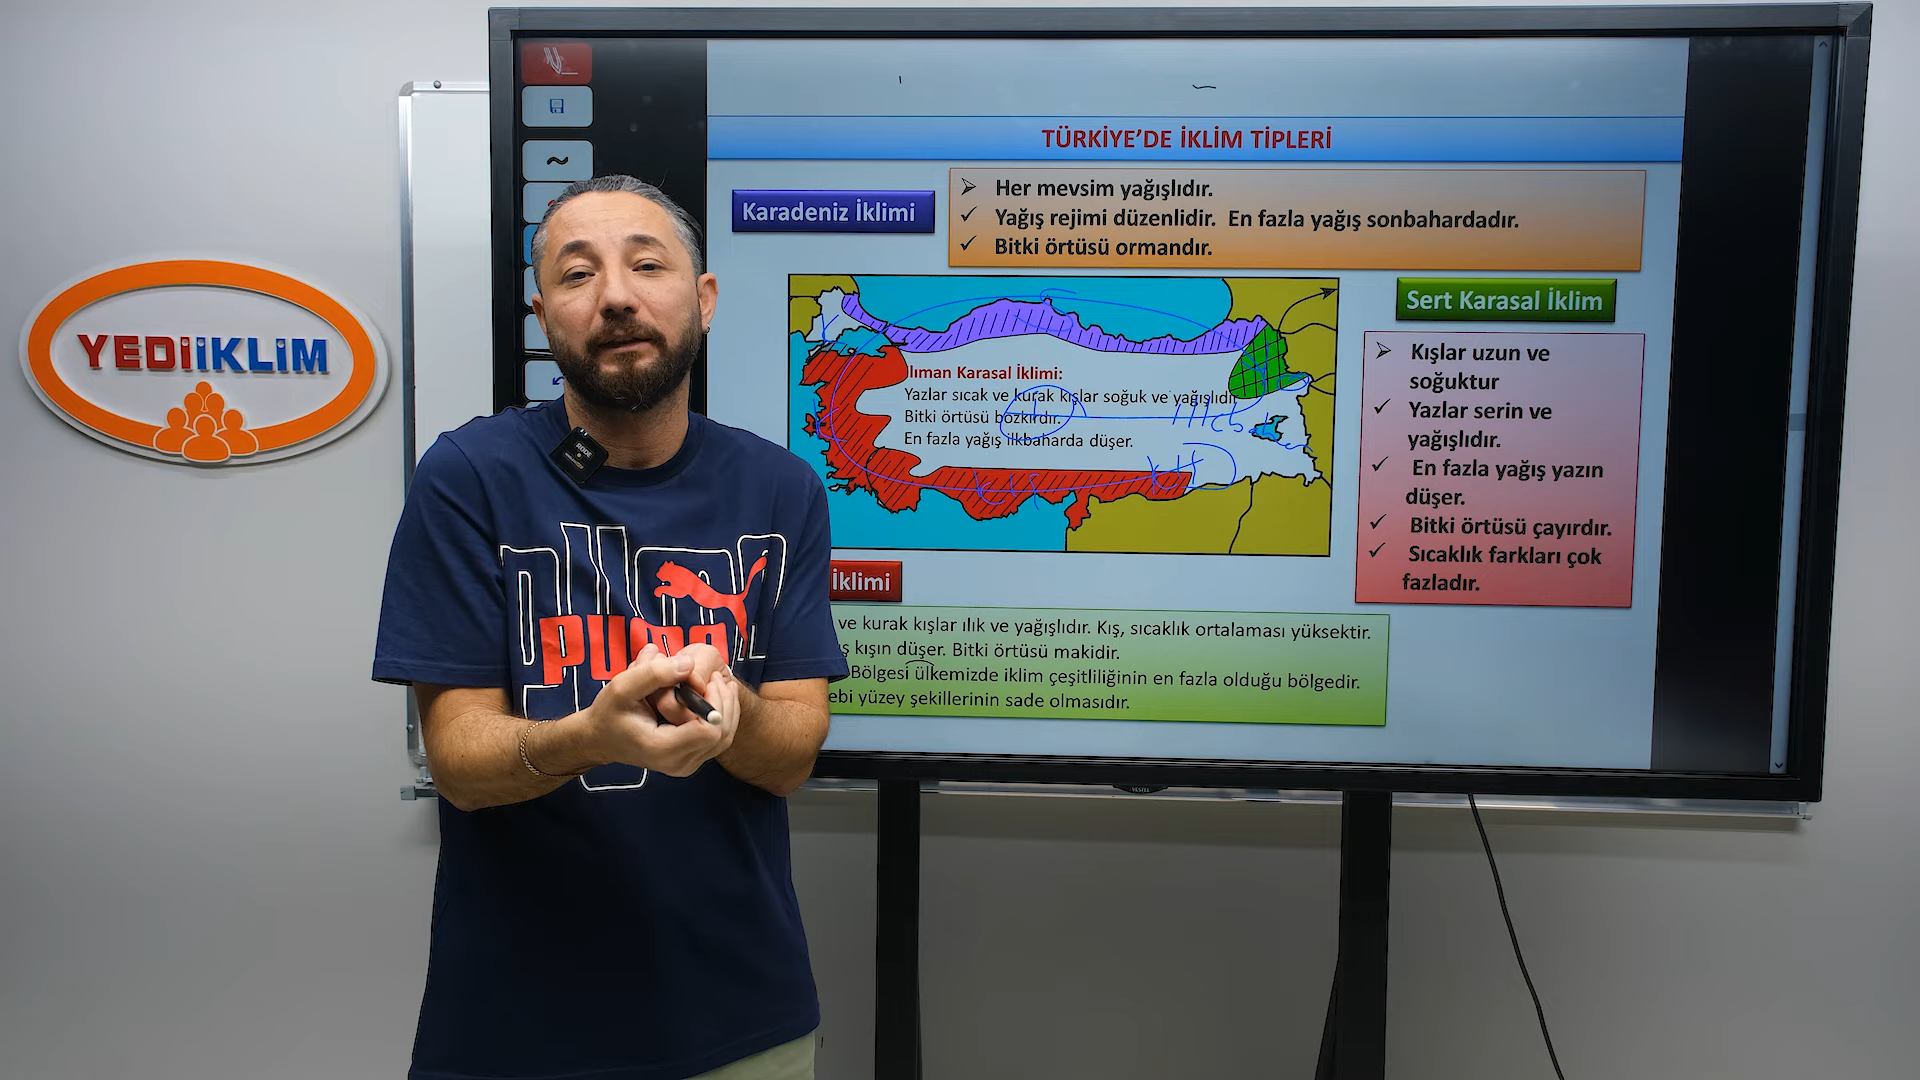 TÜRKİYE'DE İKLİM TİPLERİ
Karadeniz İklimi
Her mevsim yağışlıdır.
Yağış rejimi düzenlidir. En fazla yağış sonbahardadır.
Bitki örtüsü ormandır.
Sert Karasal İklim
Kışlar uzun ve
soğuktur
Yazlar serin ve
yağışlıdır.
En fazla yağış yazın
düşer.
Bitki örtüsü çayırdır.
Sıcaklık farkları çok
fazladır.
lıman Karasal İklimi:
Yazlar sıcak ve kurak kışlar soğuk ve yağışlıdır
Bitki örtüsü bozkırdır.
En fazla yağış ilkbaharda düşer.
kış
İklimi
ve kurak kışlar ılık ve yağışlıdır. Kış, sıcaklık ortalaması yüksektir.
ış kışın düşer. Bitki örtüsü makidir.
Bölgesi ülkemizde iklim çeşitliliğinin en fazla olduğu bölgedir.
ebi yüzey şekillerinin sade olmasıdır.
YEDİİKLİM
RODE
PUMA
VESTEL